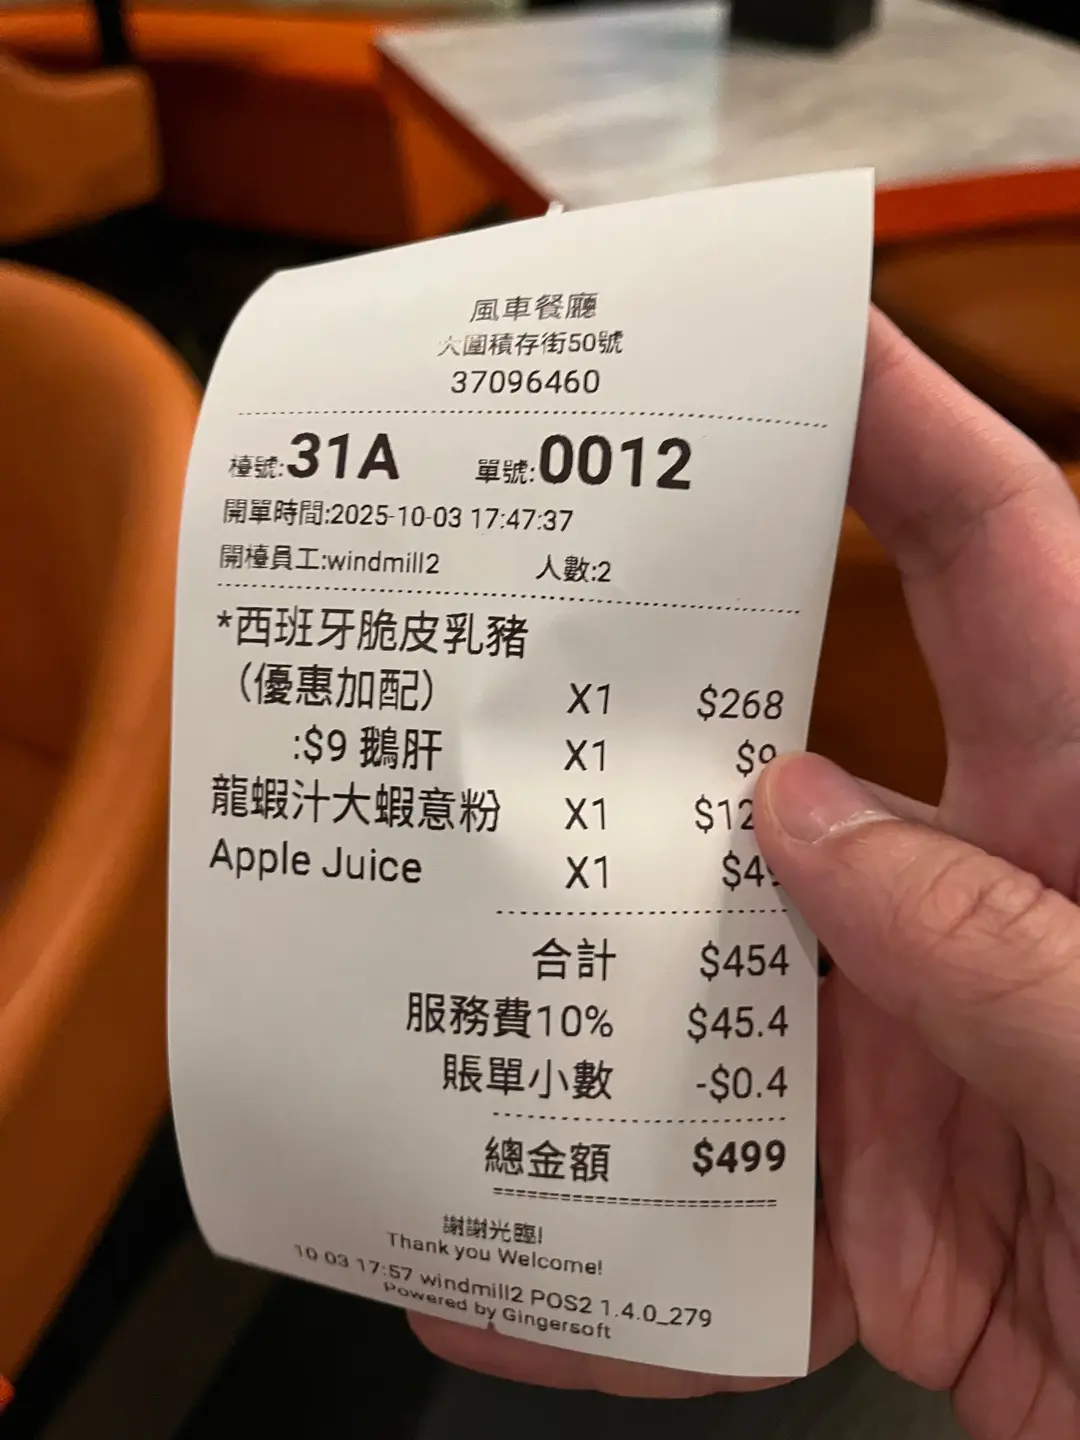 風車餐廳
大圍積存街50號
37096460
檯號:31A 單號:0012
開單時間:2025-10-03 17:47:37
開檯員工:windmill2 人數:2
*西班牙脆皮乳豬
(優惠加配) X1 $268
:$9 鵝肝 X1 $9
龍蝦汁大蝦意粉 X1
Apple Juice X1
合計 $454
服務費10% $45.4
賬單小數 -$0.4
總金額 $499
謝謝光臨!
Thank you Welcome!
10 03 17:57 windmill2 POS2 1.4.0_279
Powered by Gingersoft